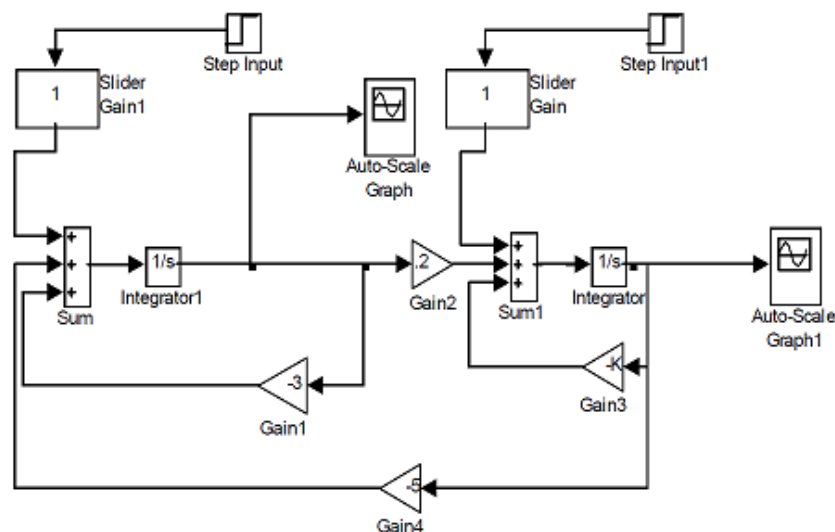 Step Input
Step Input1
1
Slider
Gain1
1
Slider
Gain
Auto-Scale
Graph
+
+
+
Sum
1/s
Integrator1
.2
Gain2
+
+
+
Sum1
1/s
Integrator
Auto-Scale
Graph1
-3
Gain1
-K
Gain3
-5
Gain4